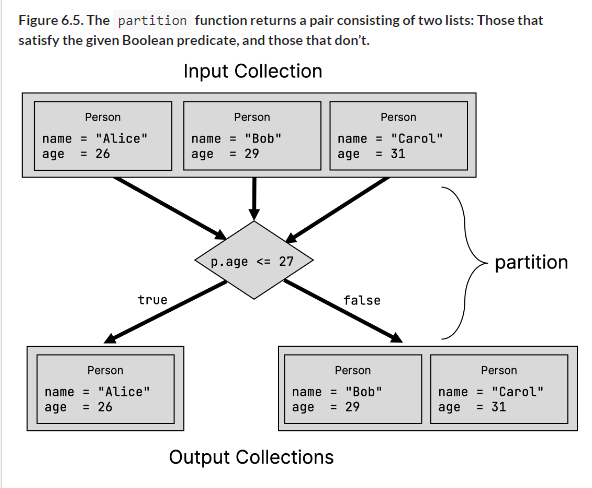 Figure 6.5. The partition function returns a pair consisting of two lists: Those that
satisfy the given Boolean predicate, and those that don't.
Input Collection
Person
name = "Alice"
age = 26
Person
name = "Bob"
age = 29
Person
name = "Carol"
age = 31
p.age <= 27
partition
true
false
Person
name = "Alice"
age = 26
Person
name = "Bob"
age = 29
Person
name = "Carol"
age = 31
Output Collections